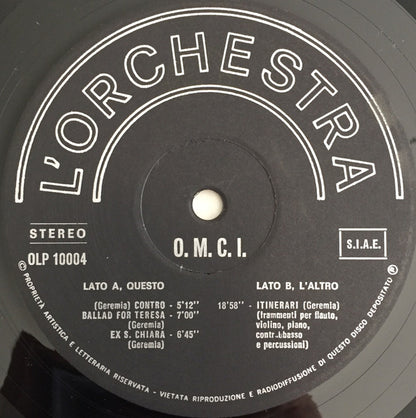 L'ORCHESTRA
STEREO
OLP 10004
O. M. C. I.
S.I.A.E.
LATO A, QUESTO
(Geremia) CONTRO - 5'12''
BALLAD FOR TERESA - 7'00''
(Geremia)
EX S. CHIARA - 6'45''
(Geremia)
LATO B, L'ALTRO
18'58'' - ITINERARI (Geremia)
(frammenti per flauto,
violino, piano,
contrabbasso
e percussioni)
© PROPRIETÀ ARTISTICA E LETTERARIA RISERVATA - VIETATA RIPRODUZIONE E RADIODIFFUSIONE DI QUESTO DISCO DEPOSITATO ®